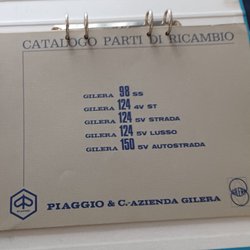 CATALOGO PARTI DI RICAMBIO
GILERA 98 SS
GILERA 124 4V ST
GILERA 124 5V STRADA
GILERA 124 5V LUSSO
GILERA 150 5V AUTOSTRADA
PIAGGIO & C.-AZIENDA GILERA